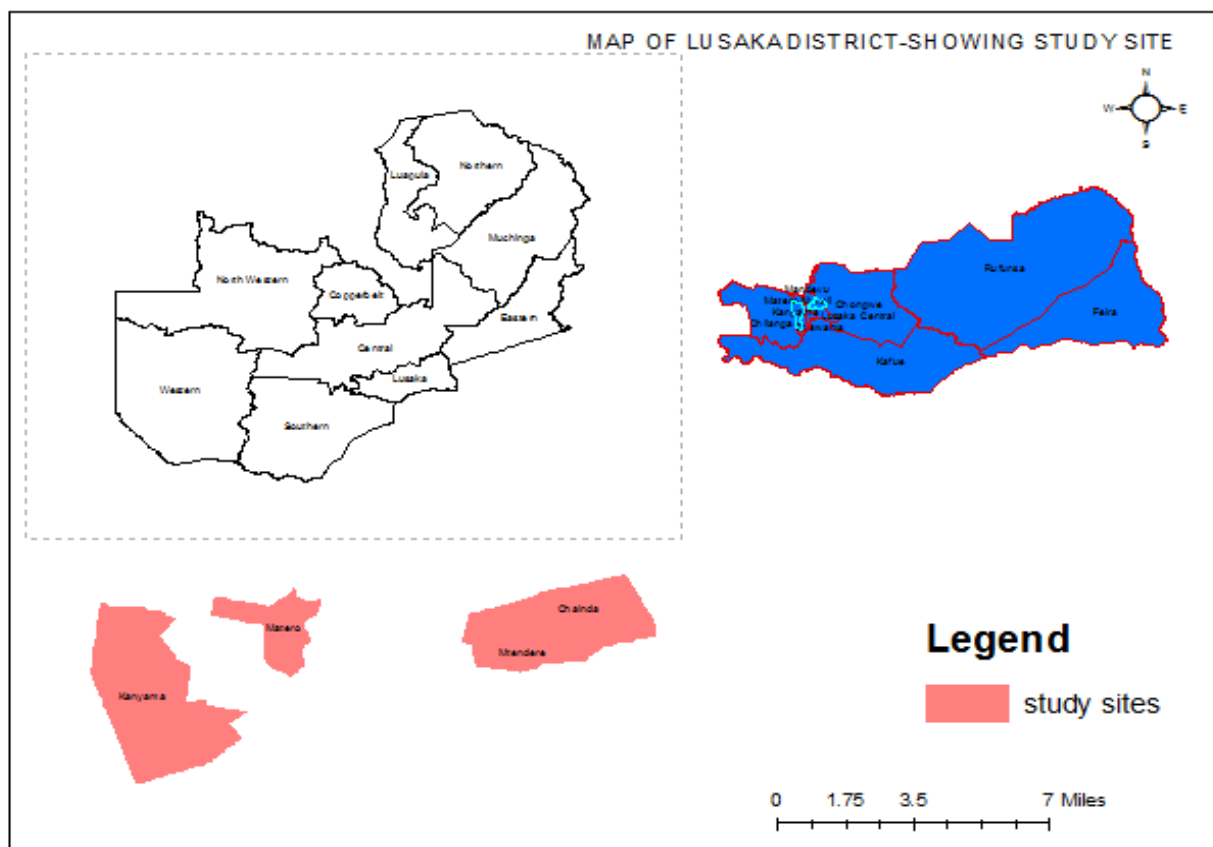 MAP OF LUSAKA DISTRICT-SHOWING STUDY SITE
N
W
E
S
Northern
Luapula
Muchinga
North Western
Copperbelt
Eastern
Central
Lusaka
Western
Southern
Rufunsa
Chongwe
Lusaka Central
Chilanga
Feira
Kafue
Chainda
Matero
Mtendere
Kanyama
Legend
study sites
0 1.75 3.5 7 Miles